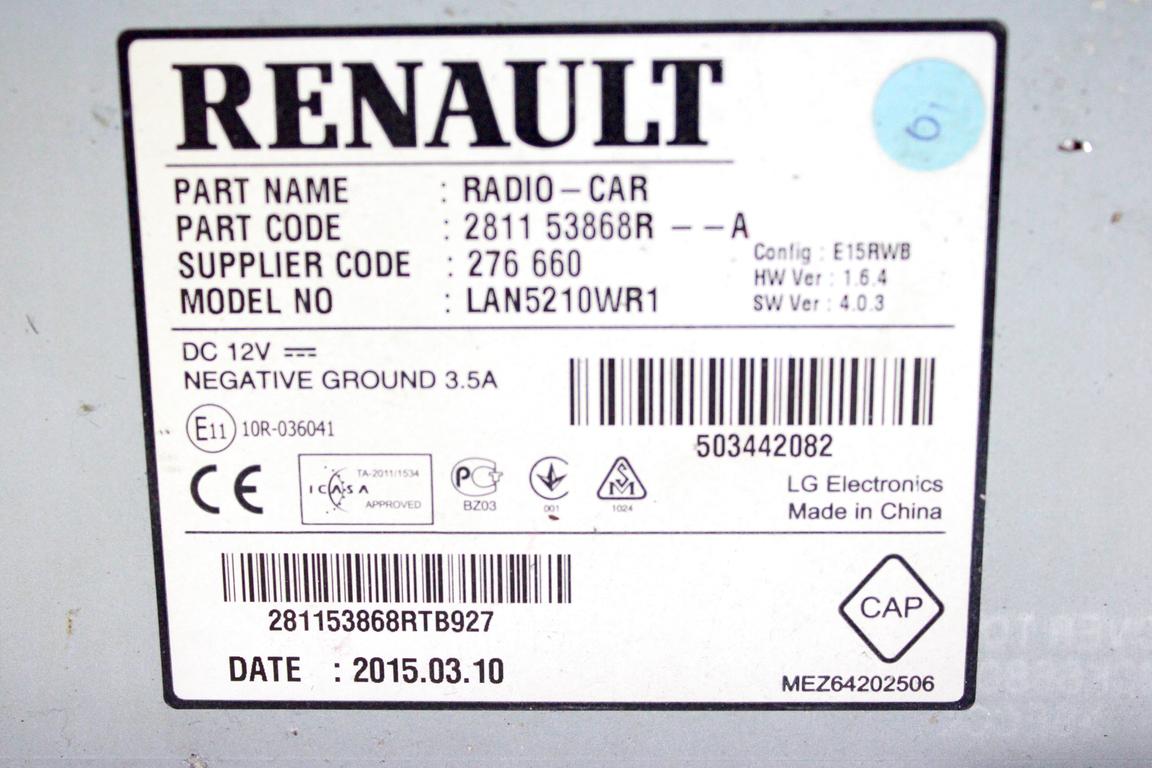 RENAULT
PART NAME : RADIO-CAR
PART CODE : 2811 53868R --A
SUPPLIER CODE : 276 660
MODEL NO : LAN5210WR1
Config : E15RWB
HW Ver : 1.6.4
SW Ver : 4.0.3
DC 12V
NEGATIVE GROUND 3.5A
E11 10R-036041
503442082
CE
TA-2011/1534
ICASA
APPROVED
BZ03
001
SM
1024
LG Electronics
Made in China
281153868RTB927
DATE : 2015.03.10
CAP
MEZ64202506